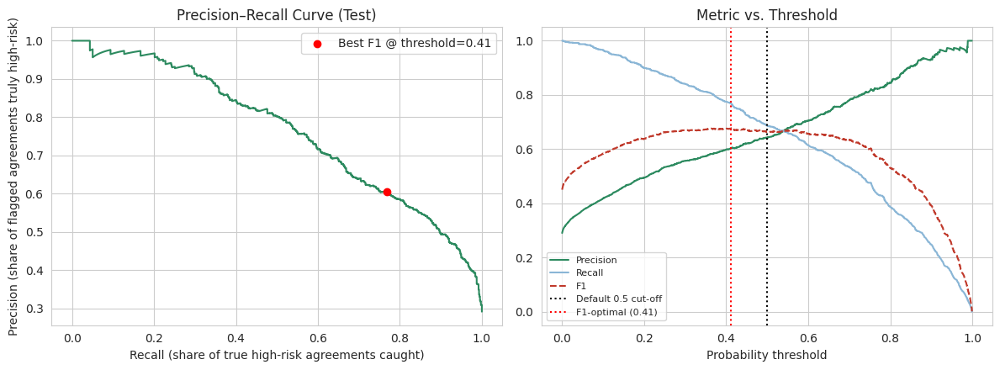 Precision–Recall Curve (Test)
Precision (share of flagged agreements truly high-risk)
1.0
0.9
0.8
0.7
0.6
0.5
0.4
0.3
Best F1 @ threshold=0.41
0.0 0.2 0.4 0.6 0.8 1.0
Recall (share of true high-risk agreements caught)
Metric vs. Threshold
1.0
0.8
0.6
0.4
0.2
0.0
Precision
Recall
F1
Default 0.5 cut-off
F1-optimal (0.41)
0.0 0.2 0.4 0.6 0.8 1.0
Probability threshold